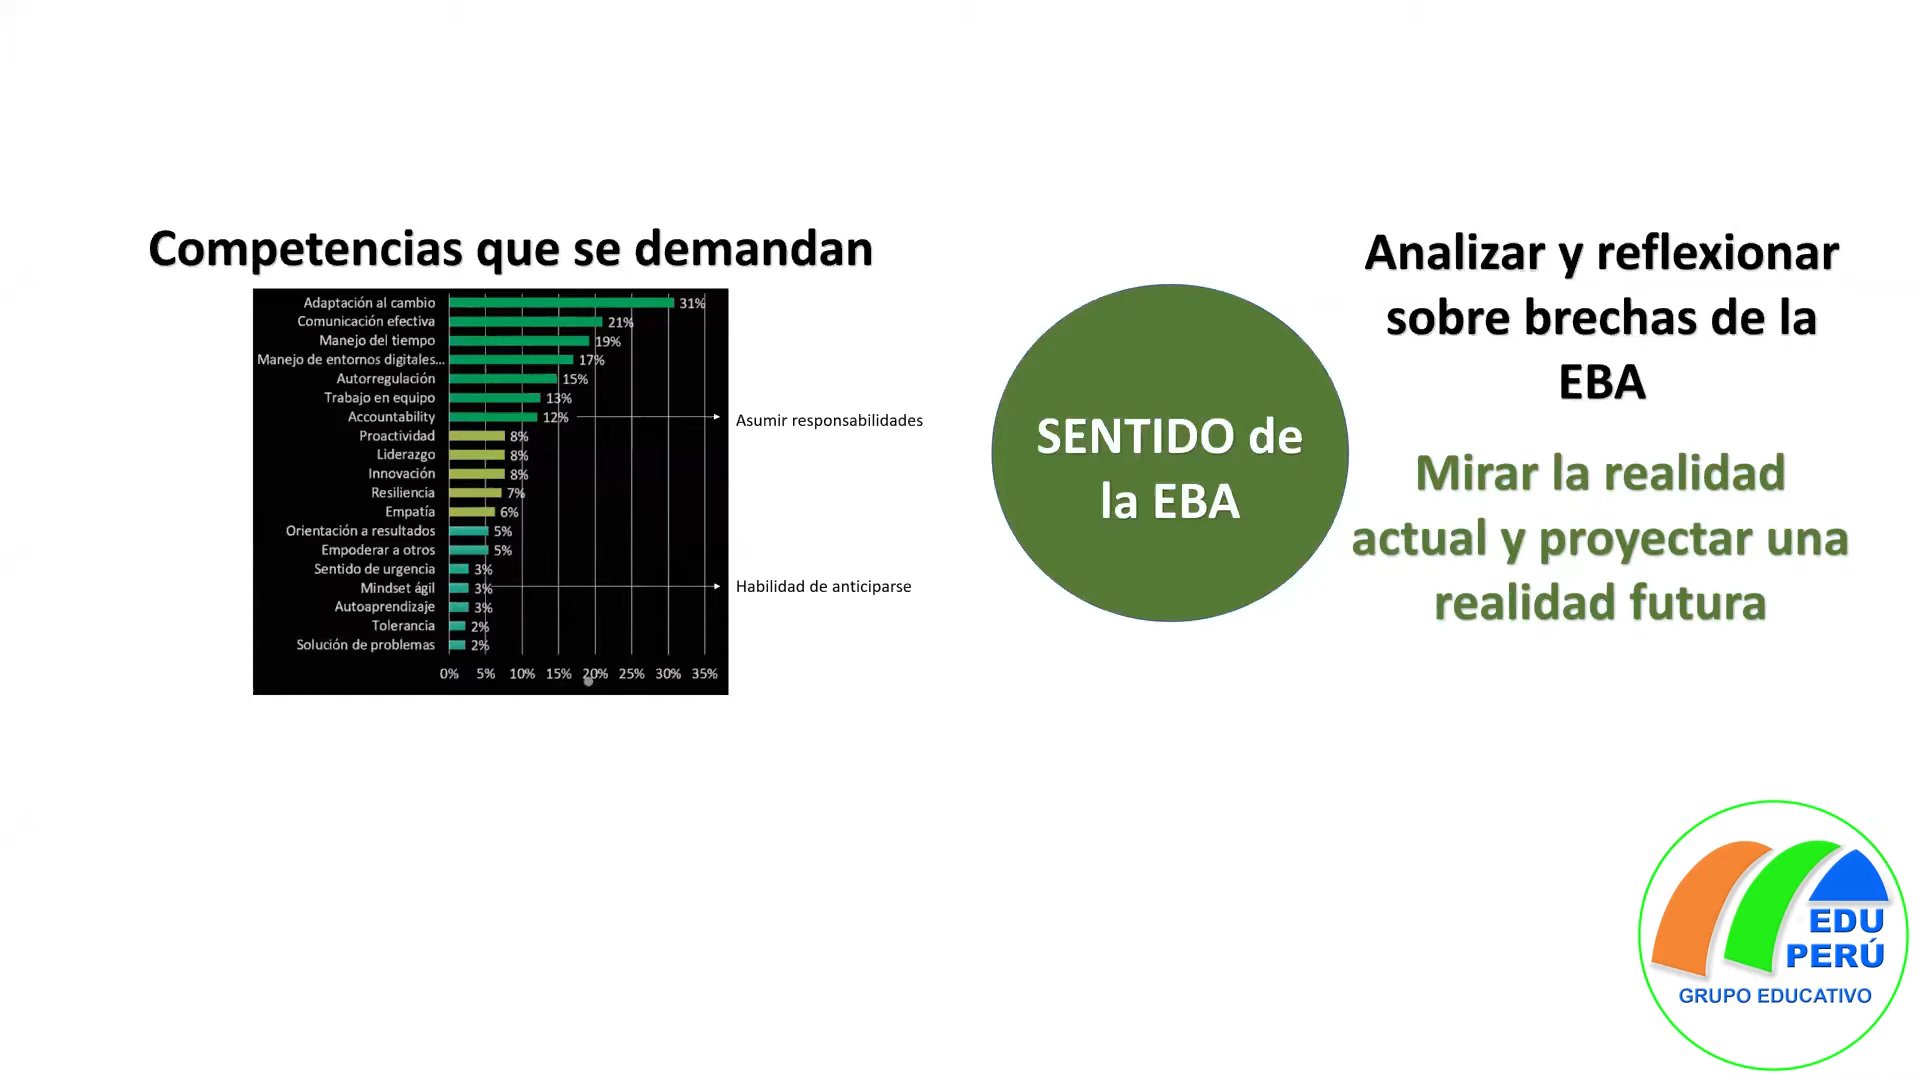 Competencias que se demandan
Adaptación al cambio 31%
Comunicación efectiva 21%
Manejo del tiempo 19%
Manejo de entornos digitales... 17%
Autorregulación 15%
Trabajo en equipo 13%
Accountability 12%
Asumir responsabilidades
Proactividad 8%
Liderazgo 8%
Innovación 8%
Resiliencia 7%
Empatía 6%
Orientación a resultados 5%
Empoderar a otros 5%
Sentido de urgencia 3%
Mindset ágil 3%
Habilidad de anticiparse
Autoaprendizaje 3%
Tolerancia 2%
Solución de problemas 2%
0% 5% 10% 15% 20% 25% 30% 35%
SENTIDO de
la EBA
Analizar y reflexionar
sobre brechas de la
EBA
Mirar la realidad
actual y proyectar una
realidad futura
EDU
PERÚ
GRUPO EDUCATIVO